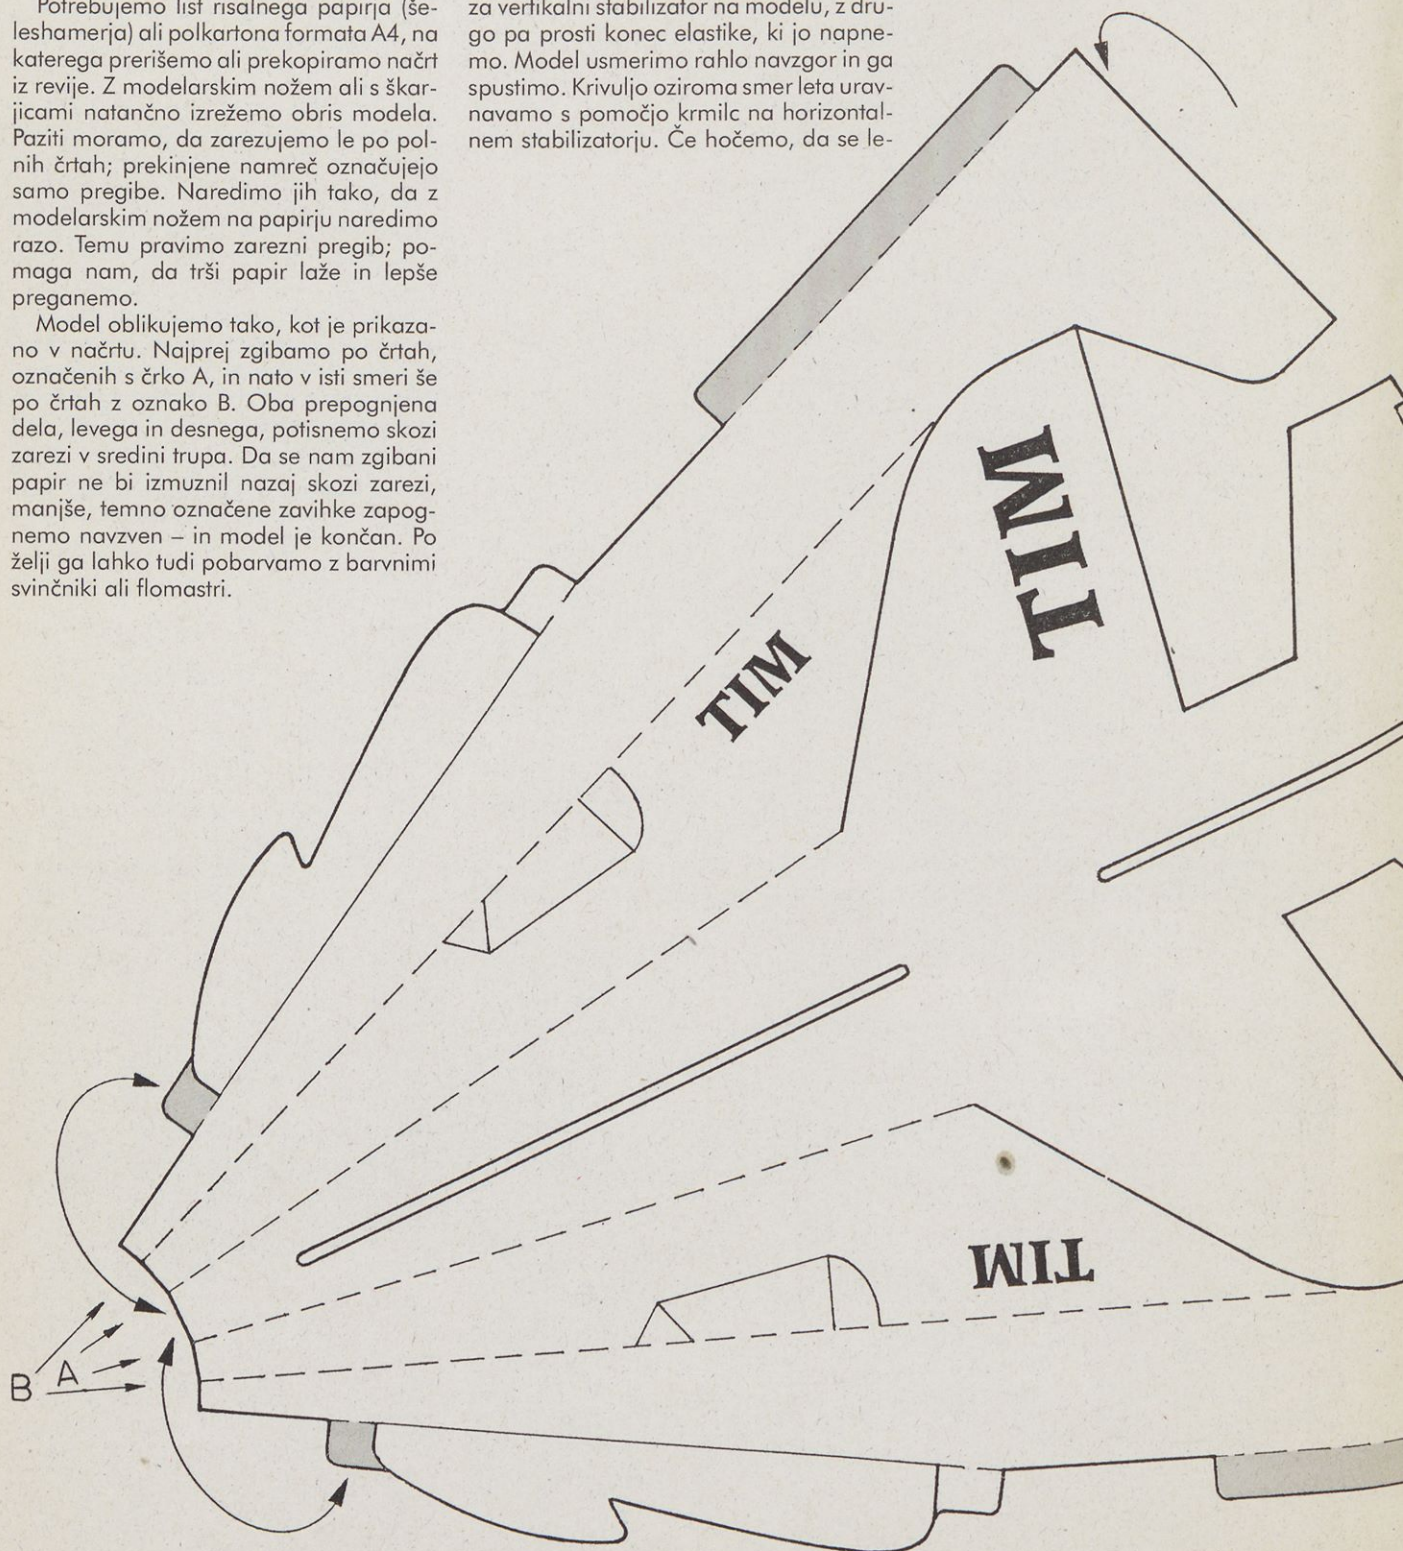 Potrebujemo list risalnega papirja (še-
leshamerja) ali polkartona formata A4, na
katerega prerišemo ali prekopiramo načrt
iz revije. Z modelarskim nožem ali s škar-
jicami natančno izrežemo obris modela.
Paziti moramo, da zarezujemo le po pol-
nih črtah; prekinjene namreč označujejo
samo pregibe. Naredimo jih tako, da z
modelarskim nožem na papirju naredimo
razo. Temu pravimo zarezni pregib; po-
maga nam, da trši papir laže in lepše
preganemo.
Model oblikujemo tako, kot je prikaza-
no v načrtu. Najprej zgibamo po črtah,
označenih s črko A, in nato v isti smeri še
po črtah z oznako B. Oba prepognjena
dela, levega in desnega, potisnemo skozi
zarezi v sredini trupa. Da se nam zgibani
papir ne bi izmuznil nazaj skozi zarezi,
manjše, temno označene zavihke zapog-
nemo navzven – in model je končan. Po
želji ga lahko tudi pobarvamo z barvnimi
svinčniki ali flomastri.
za vertikalni stabilizator na modelu, z dru-
go pa prosti konec elastike, ki jo napne-
mo. Model usmerimo rahlo navzgor in ga
spustimo. Krivuljo oziroma smer leta urav-
navamo s pomočjo krmilc na horizontal-
nem stabilizatorju. Če hočemo, da se le-
TIM
TIM
TIM
B A